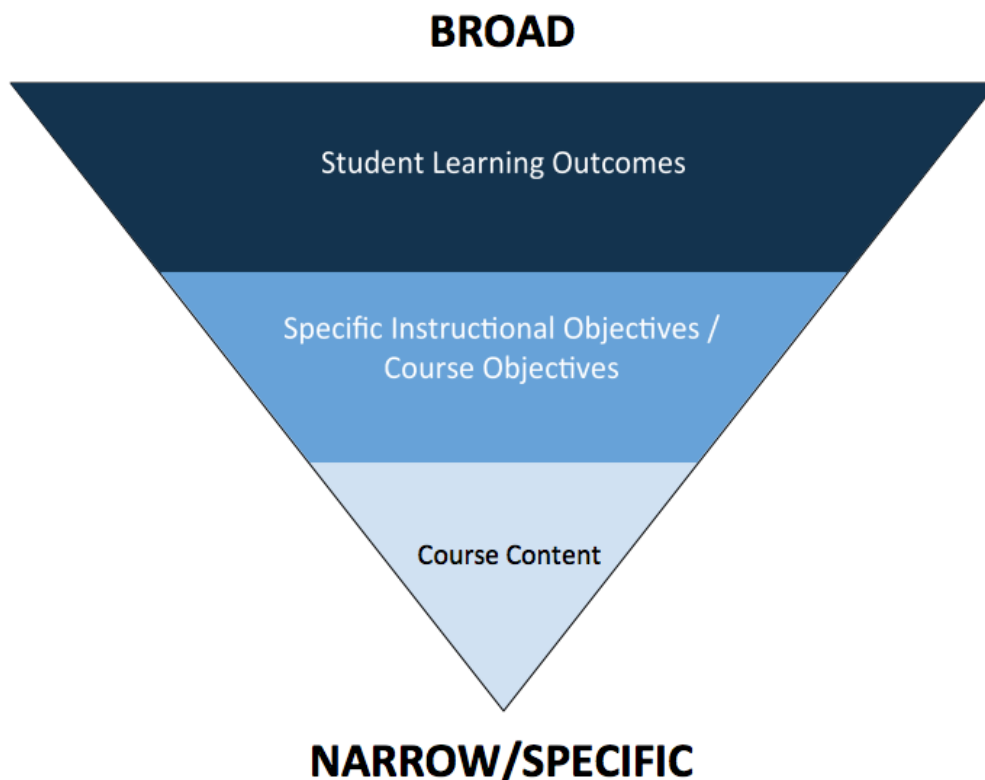 BROAD
Student Learning Outcomes
Specific Instructional Objectives /
Course Objectives
Course Content
NARROW/SPECIFIC